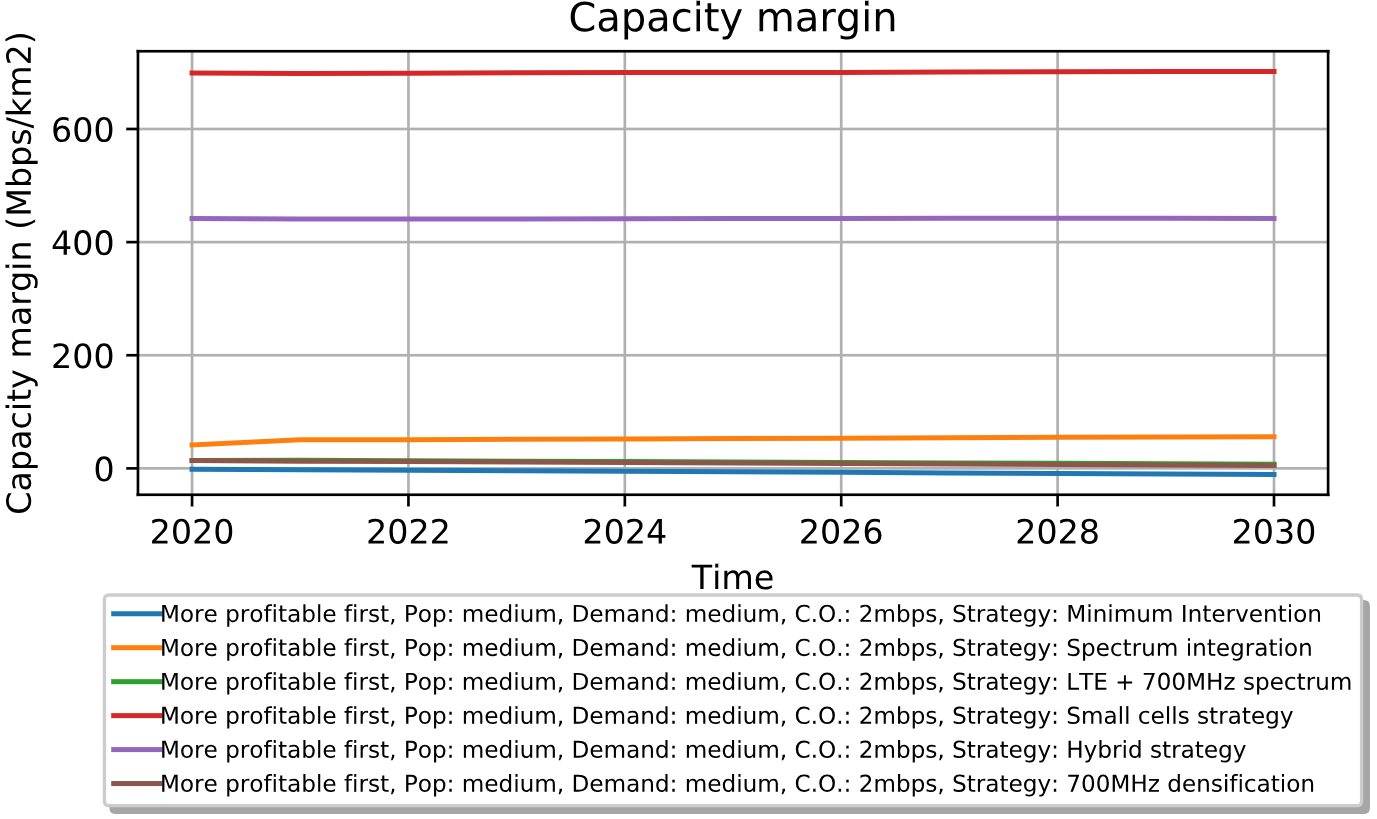 Capacity margin
Capacity margin (Mbps/km2)
600
400
200
0
2020 2022 2024 2026 2028 2030
Time
More profitable first, Pop: medium, Demand: medium, C.O.: 2mbps, Strategy: Minimum Intervention
More profitable first, Pop: medium, Demand: medium, C.O.: 2mbps, Strategy: Spectrum integration
More profitable first, Pop: medium, Demand: medium, C.O.: 2mbps, Strategy: LTE + 700MHz spectrum
More profitable first, Pop: medium, Demand: medium, C.O.: 2mbps, Strategy: Small cells strategy
More profitable first, Pop: medium, Demand: medium, C.O.: 2mbps, Strategy: Hybrid strategy
More profitable first, Pop: medium, Demand: medium, C.O.: 2mbps, Strategy: 700MHz densification